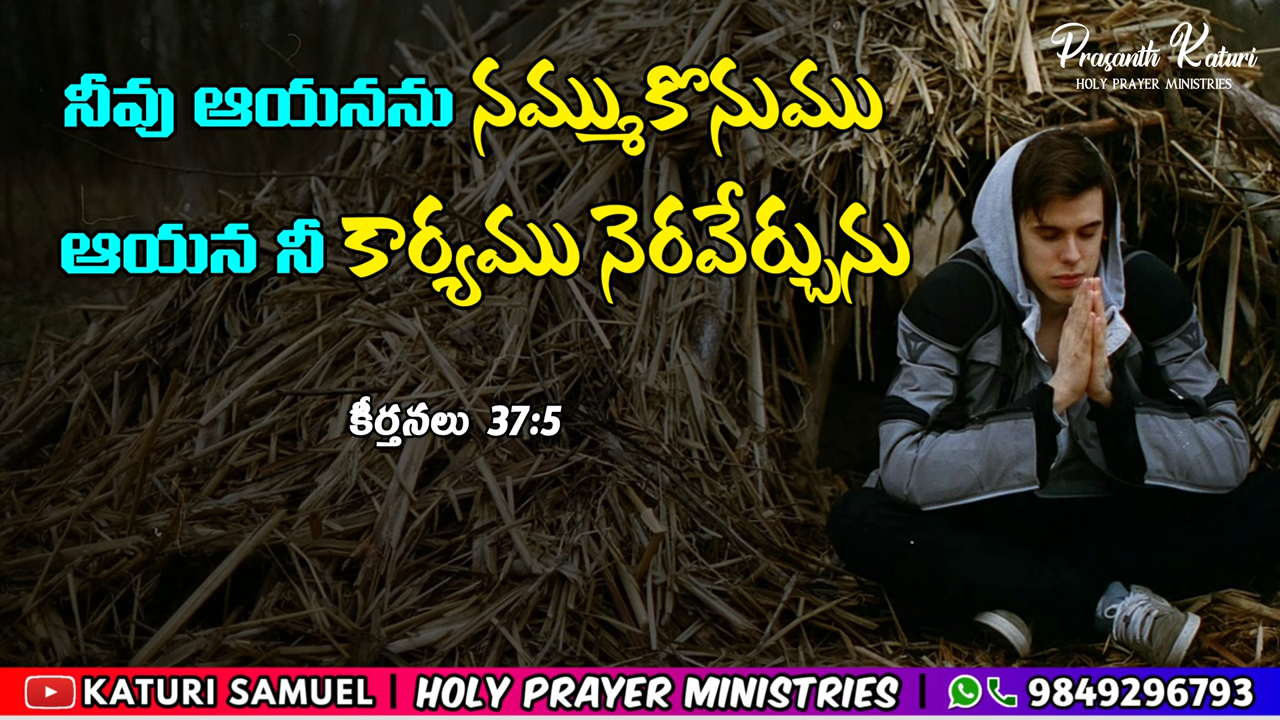 Prasanth Katuri
HOLY PRAYER MINISTRIES
నీవు ఆయనను నమ్ముకొనుము
ఆయన నీ కార్యము నెరవేర్చును
కీర్తనలు 37:5
KATURI SAMUEL | HOLY PRAYER MINISTRIES | 9849296793